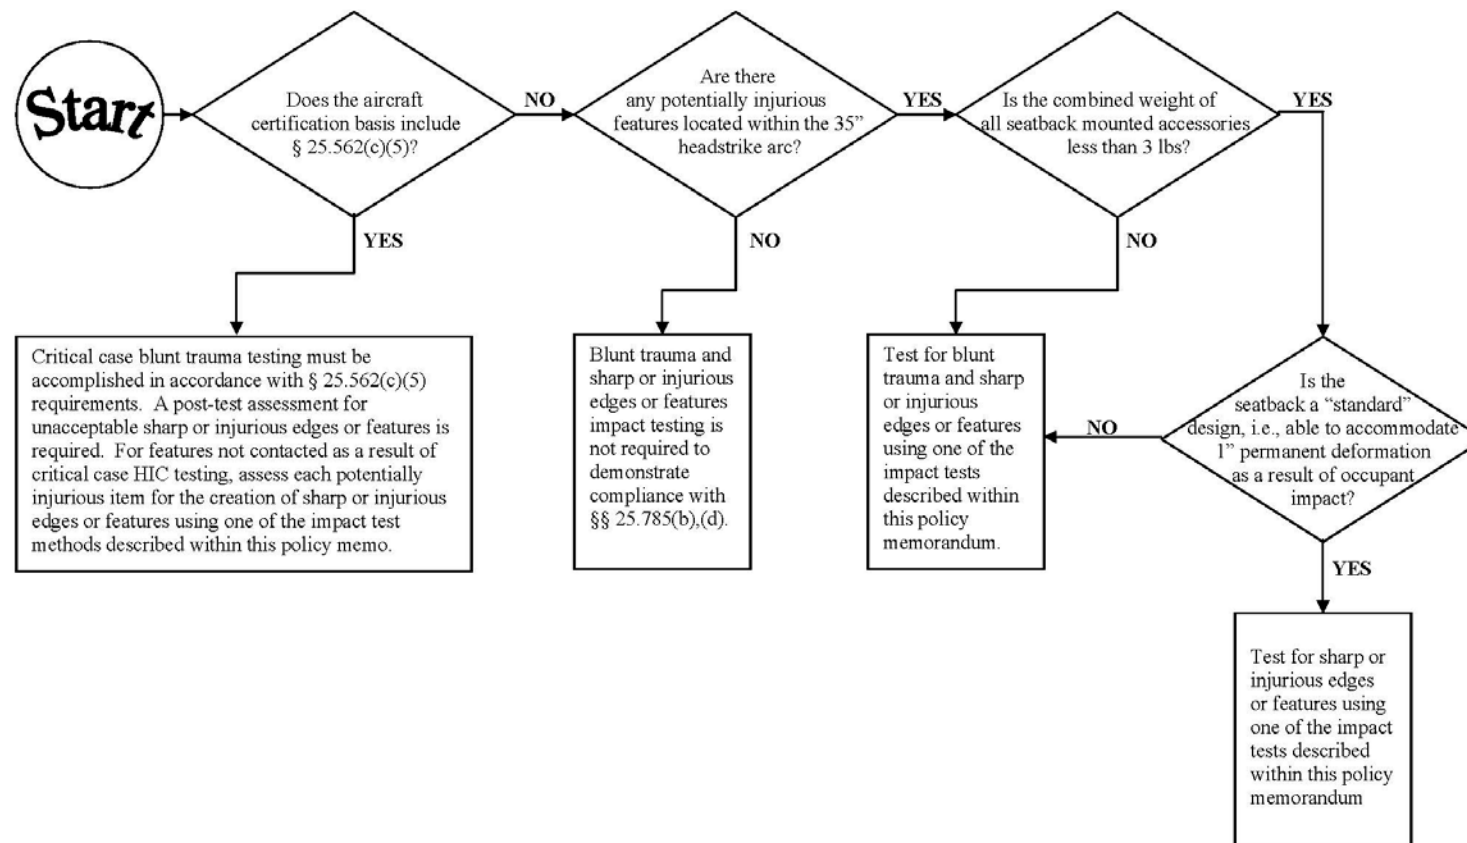 Start
Does the aircraft
certification basis include
§ 25.562(c)(5)?
NO
YES
Are there
any potentially injurious
features located within the 35”
headstrike arc?
YES
NO
Is the combined weight of
all seatback mounted accessories
less than 3 lbs?
YES
NO
Critical case blunt trauma testing must be
accomplished in accordance with § 25.562(c)(5)
requirements. A post-test assessment for
unacceptable sharp or injurious edges or features is
required. For features not contacted as a result of
critical case HIC testing, assess each potentially
injurious item for the creation of sharp or injurious
edges or features using one of the impact test
methods described within this policy memo.
Blunt trauma and
sharp or injurious
edges or features
impact testing is
not required to
demonstrate
compliance with
§§ 25.785(b),(d).
Test for blunt
trauma and sharp
or injurious
edges or features
using one of the
impact tests
described within
this policy
memorandum.
Is the
seatback a “standard”
design, i.e., able to accommodate
1” permanent deformation
as a result of occupant
impact?
NO
YES
Test for sharp or
injurious edges
or features using
one of the impact
tests described
within this policy
memorandum